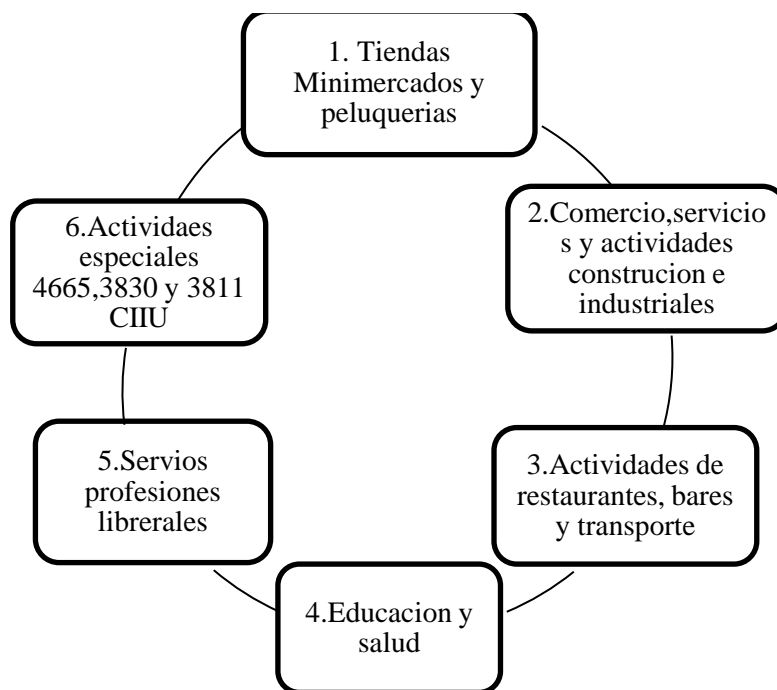 1. Tiendas
Minimercados y
peluquerias
2.Comercio,servicio
s y actividades
construcion e
industriales
3.Actividades de
restaurantes, bares
y transporte
4.Educacion y
salud
5.Servios
profesiones
librerales
6.Actividaes
especiales
4665,3830 y 3811
CIIU